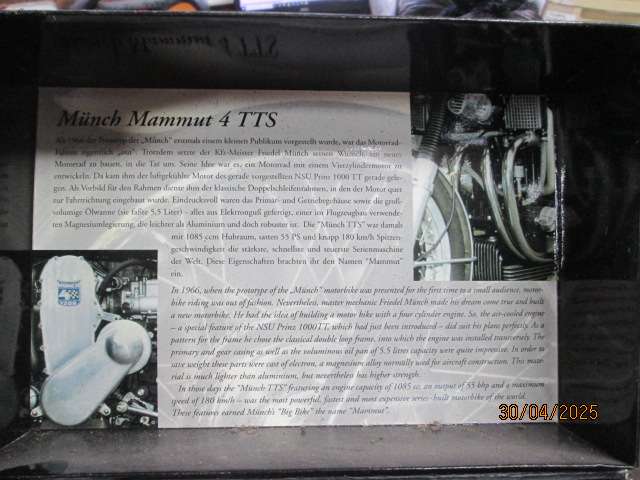 Münch Mammut 4 TTS
Als 1966 der Prototyp der „Münch" erstmals einem kleinen Publikum vorgestellt wurde, war das Motorrad-
Fahren eigentlich „out". Trotzdem setzte der Kfz-Meister Friedel Münch seinen Wunsch, ein neues
Motorrad zu bauen, in die Tat um. Seine Idee war es, ein Motorrad mit einem Vierzylindermotor zu
entwickeln. Da kam ihm der luftgekühlte Motor des gerade vorgestellten NSU Prinz 1000 TT gerade gele-
gen. Als Vorbild für den Rahmen diente ihm der klassische Doppelschleifenrahmen, in den der Motor quer
zur Fahrtrichtung eingebaut wurde. Eindrucksvoll waren das Primär- und Getriebegehäuse sowie die groß-
volumige Ölwanne (sie faßte 5,5 Liter) – alles aus Elektronguß gefertigt, einer im Flugzeugbau verwende-
ten Magnesiumlegierung, die leichter als Aluminium und doch robuster ist. Die "Münch TTS" war damals
mit 1085 ccm Hubraum, satten 55 PS und knapp 180 km/h Spitzen-
geschwindigkeit die stärkste, schnellste und teuerste Serienmaschine
der Welt. Diese Eigenschaften brachten ihr den Namen "Mammut"
ein.
In 1966, when the prototype of the „Münch" motorbike was presented for the first time to a small audience, motor-
bike riding was out of fashion. Nevertheless, master mechanic Friedel Münch made his dream come true and built
a new motorbike. He had the idea of building a motor bike with a four cylinder engine. So, the air-cooled engine
– a special feature of the NSU Prinz 1000TT, which had just been introduced – did suit his plans perfectly. As a
pattern for the frame he chose the classical double loop frame, into which the engine was installed transversely. The
primary and gear casing as well as the voluminous oil pan of 5.5 litres capacity were quite impressive. In order to
save weight these parts were cast of electron, a magnesium alloy normally used for aircraft construction. This mate-
rial is much lighter than aluminium, but nevertheless has higher strength.
In those days the "Münch TTS" featuring an engine capacity of 1085 cc, an output of 55 bhp and a maximum
speed of 180 km/h – was the most powerful, fastest and most expensive series -built motorbike of the world.
These features earned Münch's "Big Bike" the name "Mammut".
30/04/2025